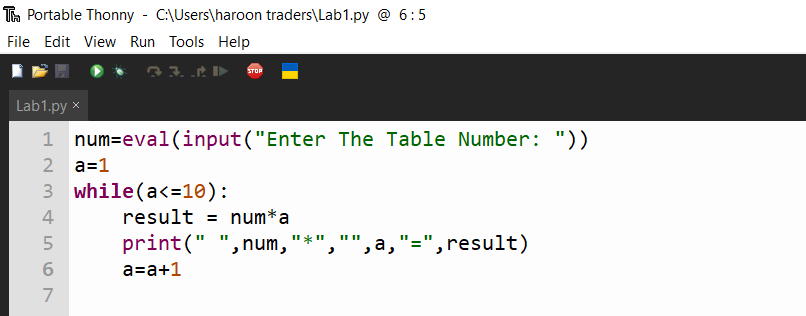 Portable Thonny - C:\Users\haroon traders\Lab1.py @ 6 : 5
File Edit View Run Tools Help
STOP
Lab1.py ×
1 num=eval(input("Enter The Table Number: "))
2 a=1
3 while(a<=10):
4     result = num*a
5     print(" ",num,"*","",a,"=",result)
6     a=a+1
7